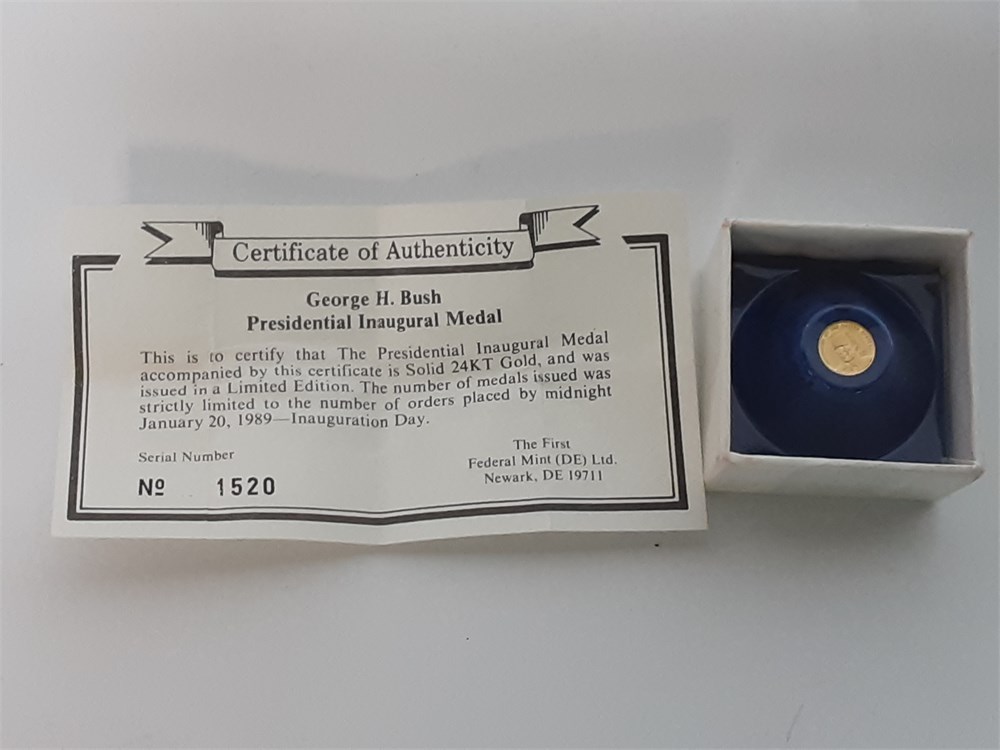 Certificate of Authenticity
George H. Bush
Presidential Inaugural Medal
This is to certify that The Presidential Inaugural Medal
accompanied by this certificate is Solid 24KT Gold, and was
issued in a Limited Edition. The number of medals issued was
strictly limited to the number of orders placed by midnight
January 20, 1989—Inauguration Day.
Serial Number
Nº 1520
The First
Federal Mint (DE) Ltd.
Newark, DE 19711